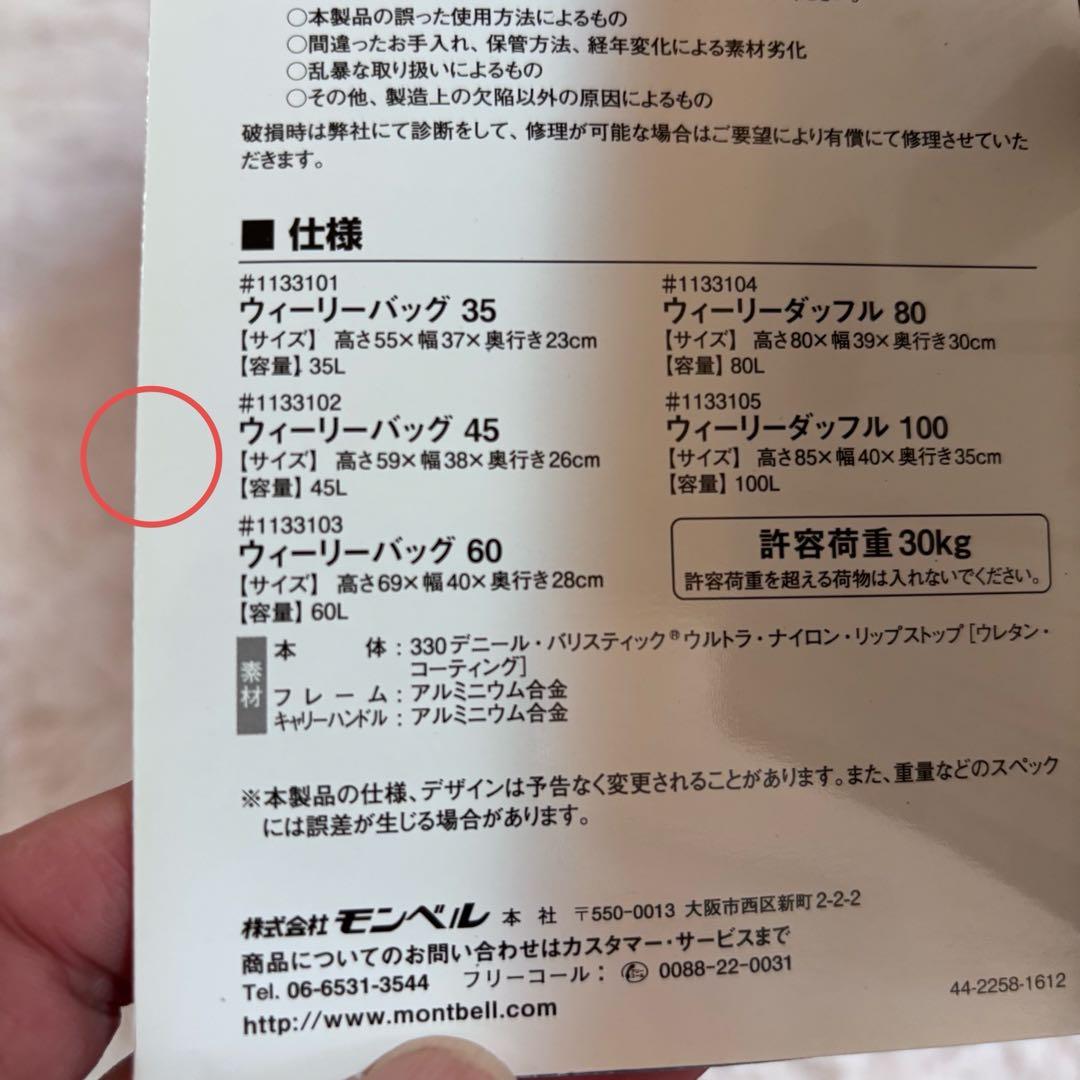 ○本製品の誤った使用方法によるもの
○間違ったお手入れ、保管方法、経年変化による素材劣化
○乱暴な取り扱いによるもの
○その他、製造上の欠陥以外の原因によるもの
破損時は弊社にて診断をして、修理が可能な場合はご要望により有償にて修理させていた
だきます。
■ 仕様
#1133101
ウィーリーバッグ 35
【サイズ】 高さ55×幅37×奥行き23cm
【容量】 35L
#1133102
ウィーリーバッグ 45
【サイズ】 高さ59×幅38×奥行き26cm
【容量】 45L
#1133103
ウィーリーバッグ 60
【サイズ】 高さ69×幅40×奥行き28cm
【容量】 60L
#1133104
ウィーリーダッフル 80
【サイズ】 高さ80×幅39×奥行き30cm
【容量】 80L
#1133105
ウィーリーダッフル 100
【サイズ】 高さ85×幅40×奥行き35cm
【容量】 100L
許容荷重30kg
許容荷重を超える荷物は入れないでください。
素材
本体：330デニール・バリスティック®ウルトラ・ナイロン・リップストップ［ウレタン・
コーティング］
フレーム：アルミニウム合金
キャリーハンドル：アルミニウム合金
※本製品の仕様、デザインは予告なく変更されることがあります。また、重量などのスペック
には誤差が生じる場合があります。
株式会社 モンベル 本社 〒550-0013 大阪市西区新町2-2-2
商品についてのお問い合わせはカスタマー・サービスまで
Tel. 06-6531-3544 フリーコール： 0088-22-0031
http://www.montbell.com
44-2258-1612